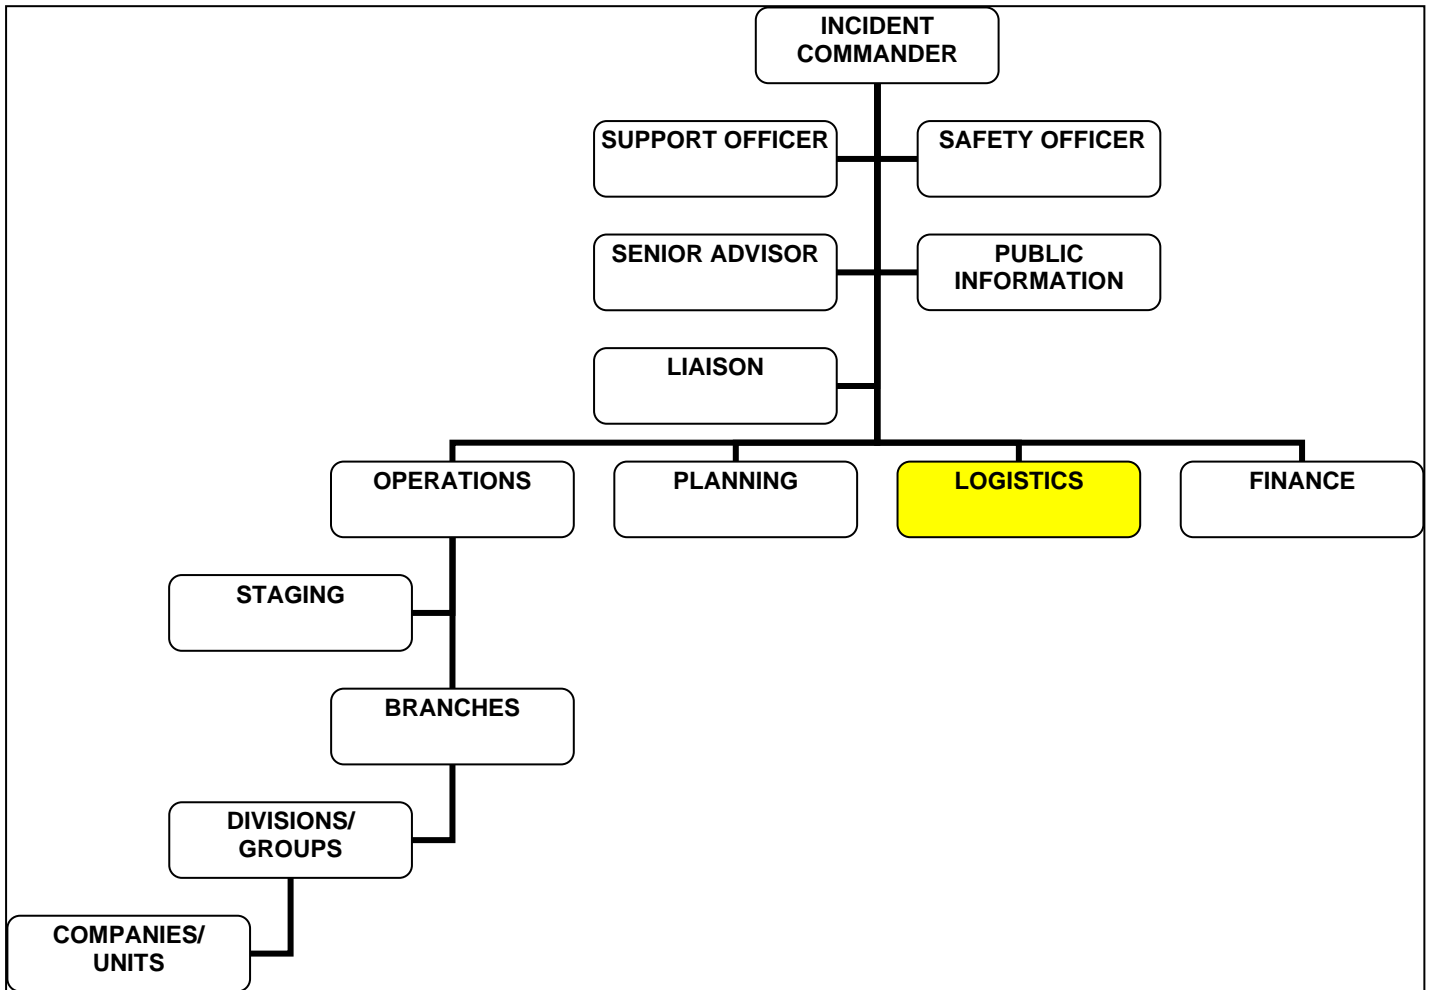 INCIDENT
COMMANDER
SUPPORT OFFICER
SAFETY OFFICER
SENIOR ADVISOR
PUBLIC
INFORMATION
LIAISON
OPERATIONS
PLANNING
LOGISTICS
FINANCE
STAGING
BRANCHES
DIVISIONS/
GROUPS
COMPANIES/
UNITS